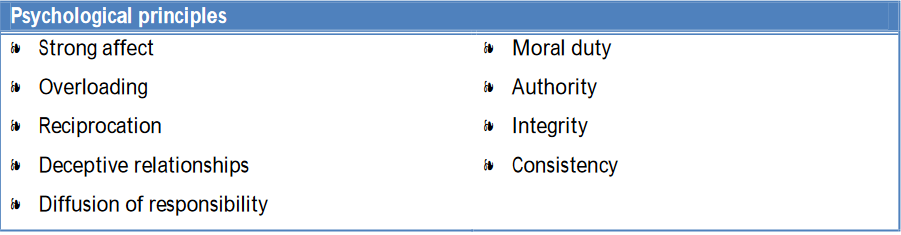 Psychological principles
Strong affect
Overloading
Reciprocation
Deceptive relationships
Diffusion of responsibility
Moral duty
Authority
Integrity
Consistency